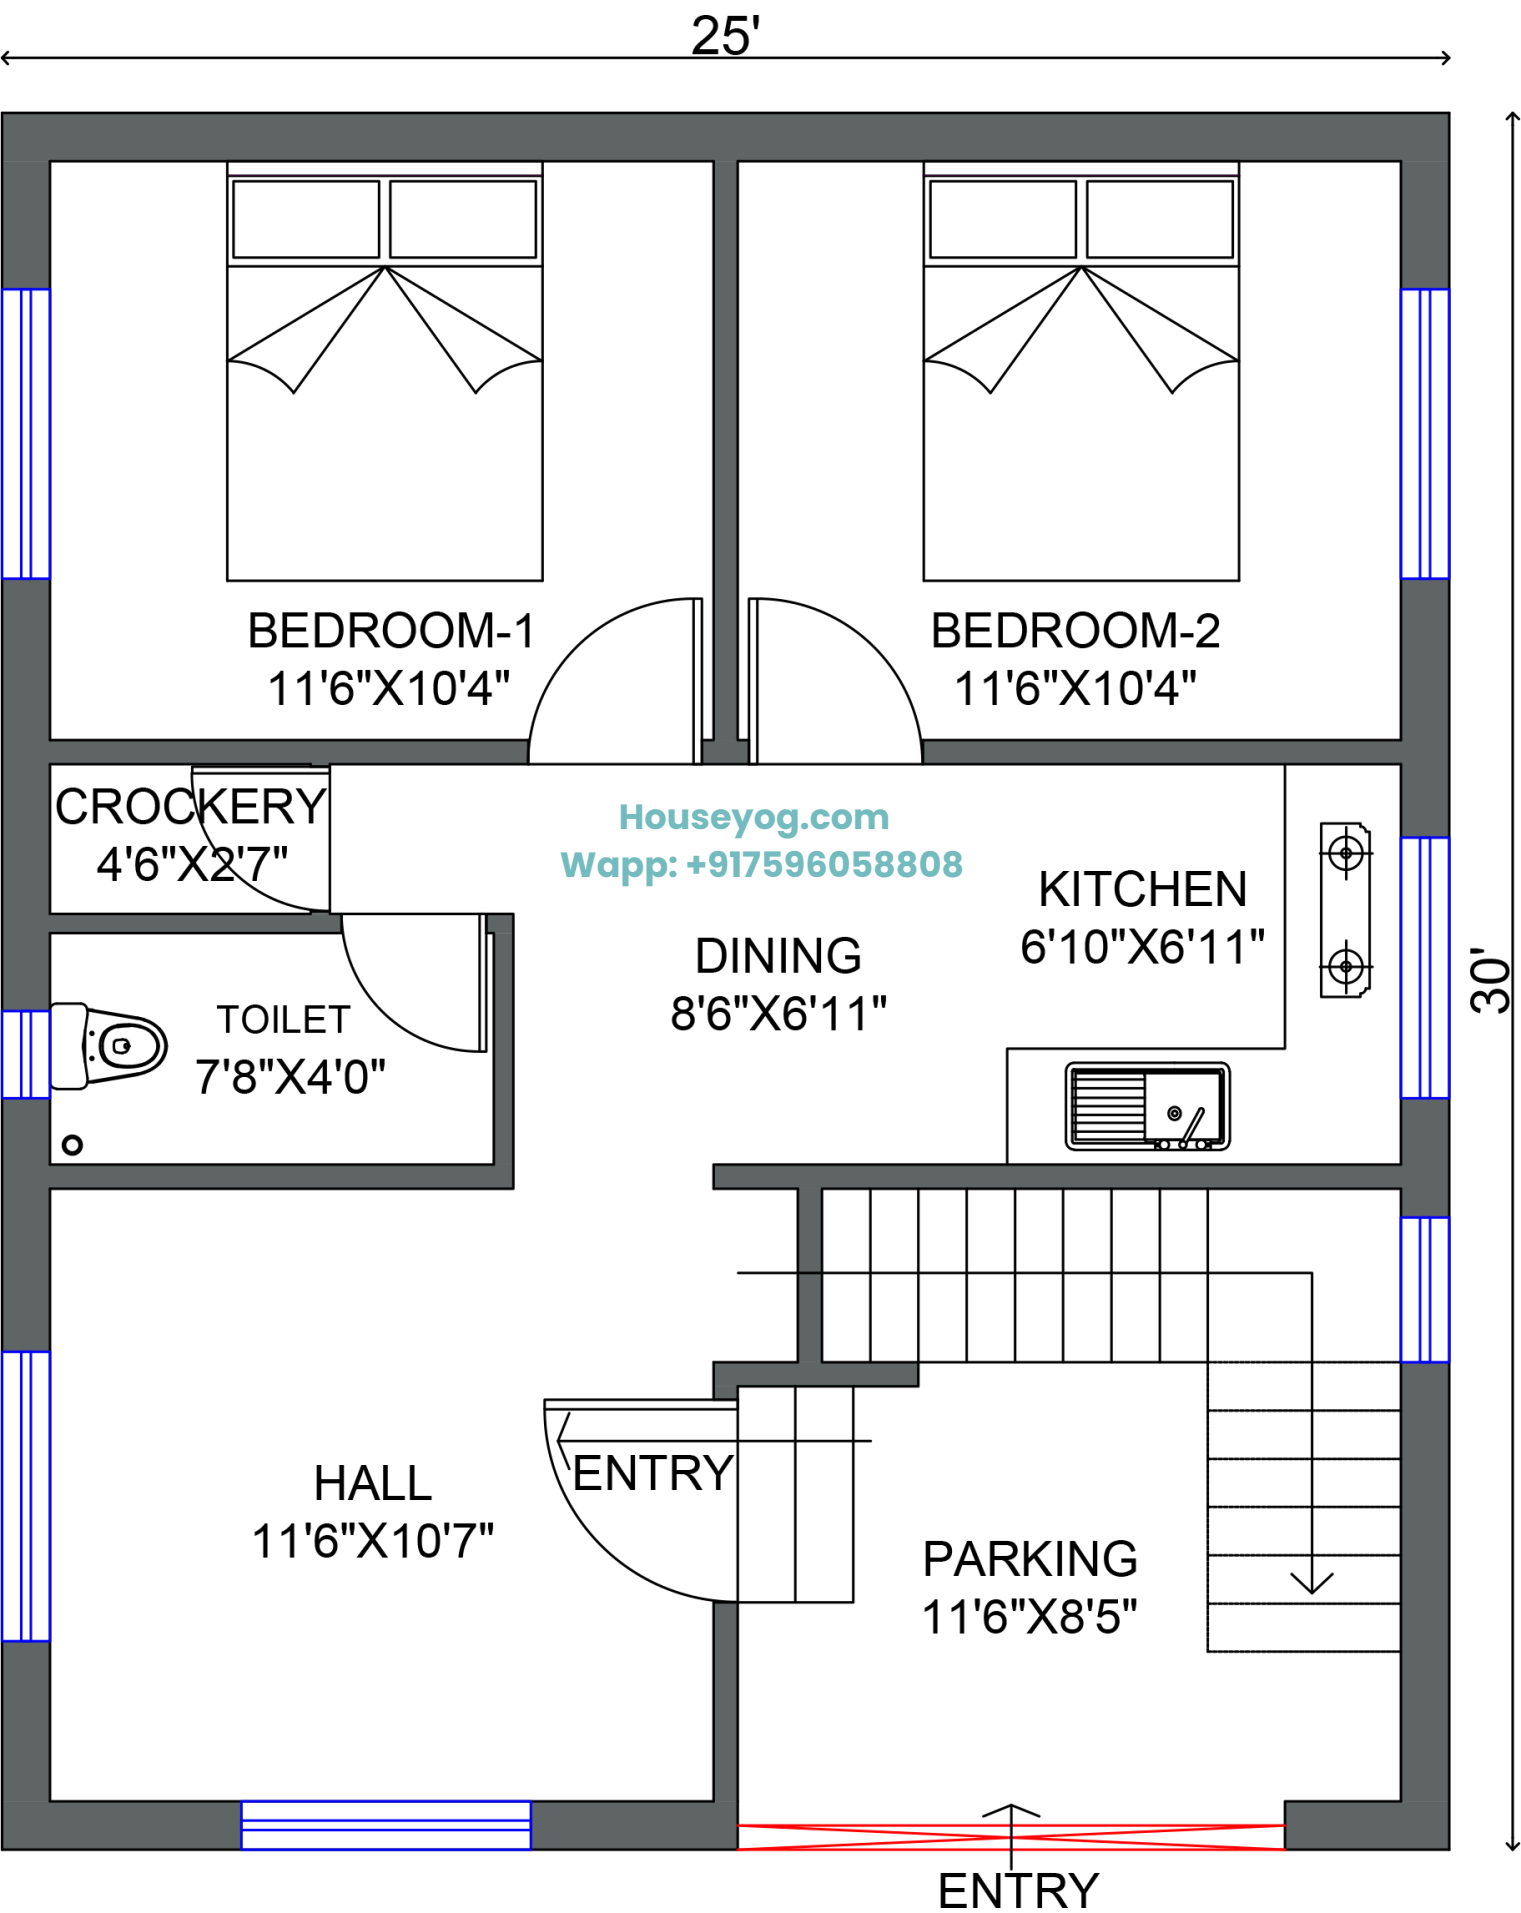 25'
BEDROOM-1
11'6"X10'4"
BEDROOM-2
11'6"X10'4"
CROCKERY
4'6"X2'7"
Houseyog.com
Wapp: +917596058808
KITCHEN
6'10"X6'11"
DINING
8'6"X6'11"
30'
TOILET
7'8"X4'0"
HALL
11'6"X10'7"
ENTRY
PARKING
11'6"X8'5"
ENTRY